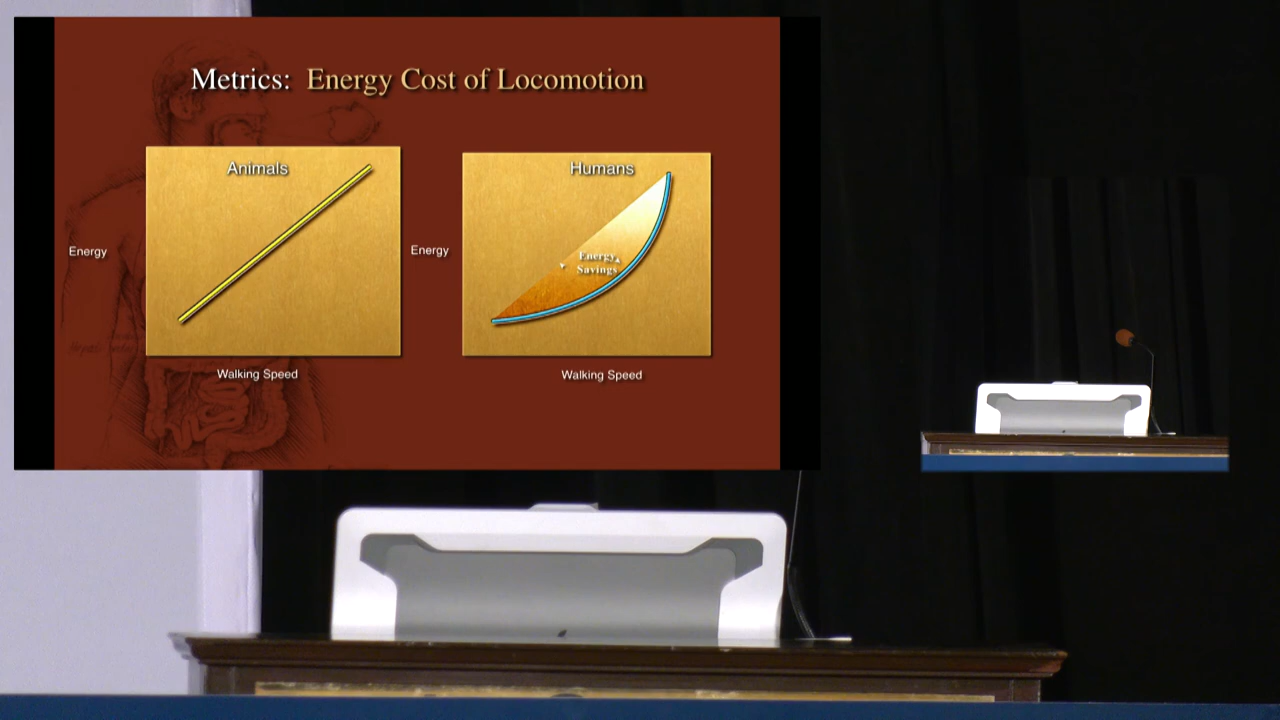 Metrics: Energy Cost of Locomotion
Animals
Humans
Energy
Energy
Energy
Savings
Walking Speed
Walking Speed